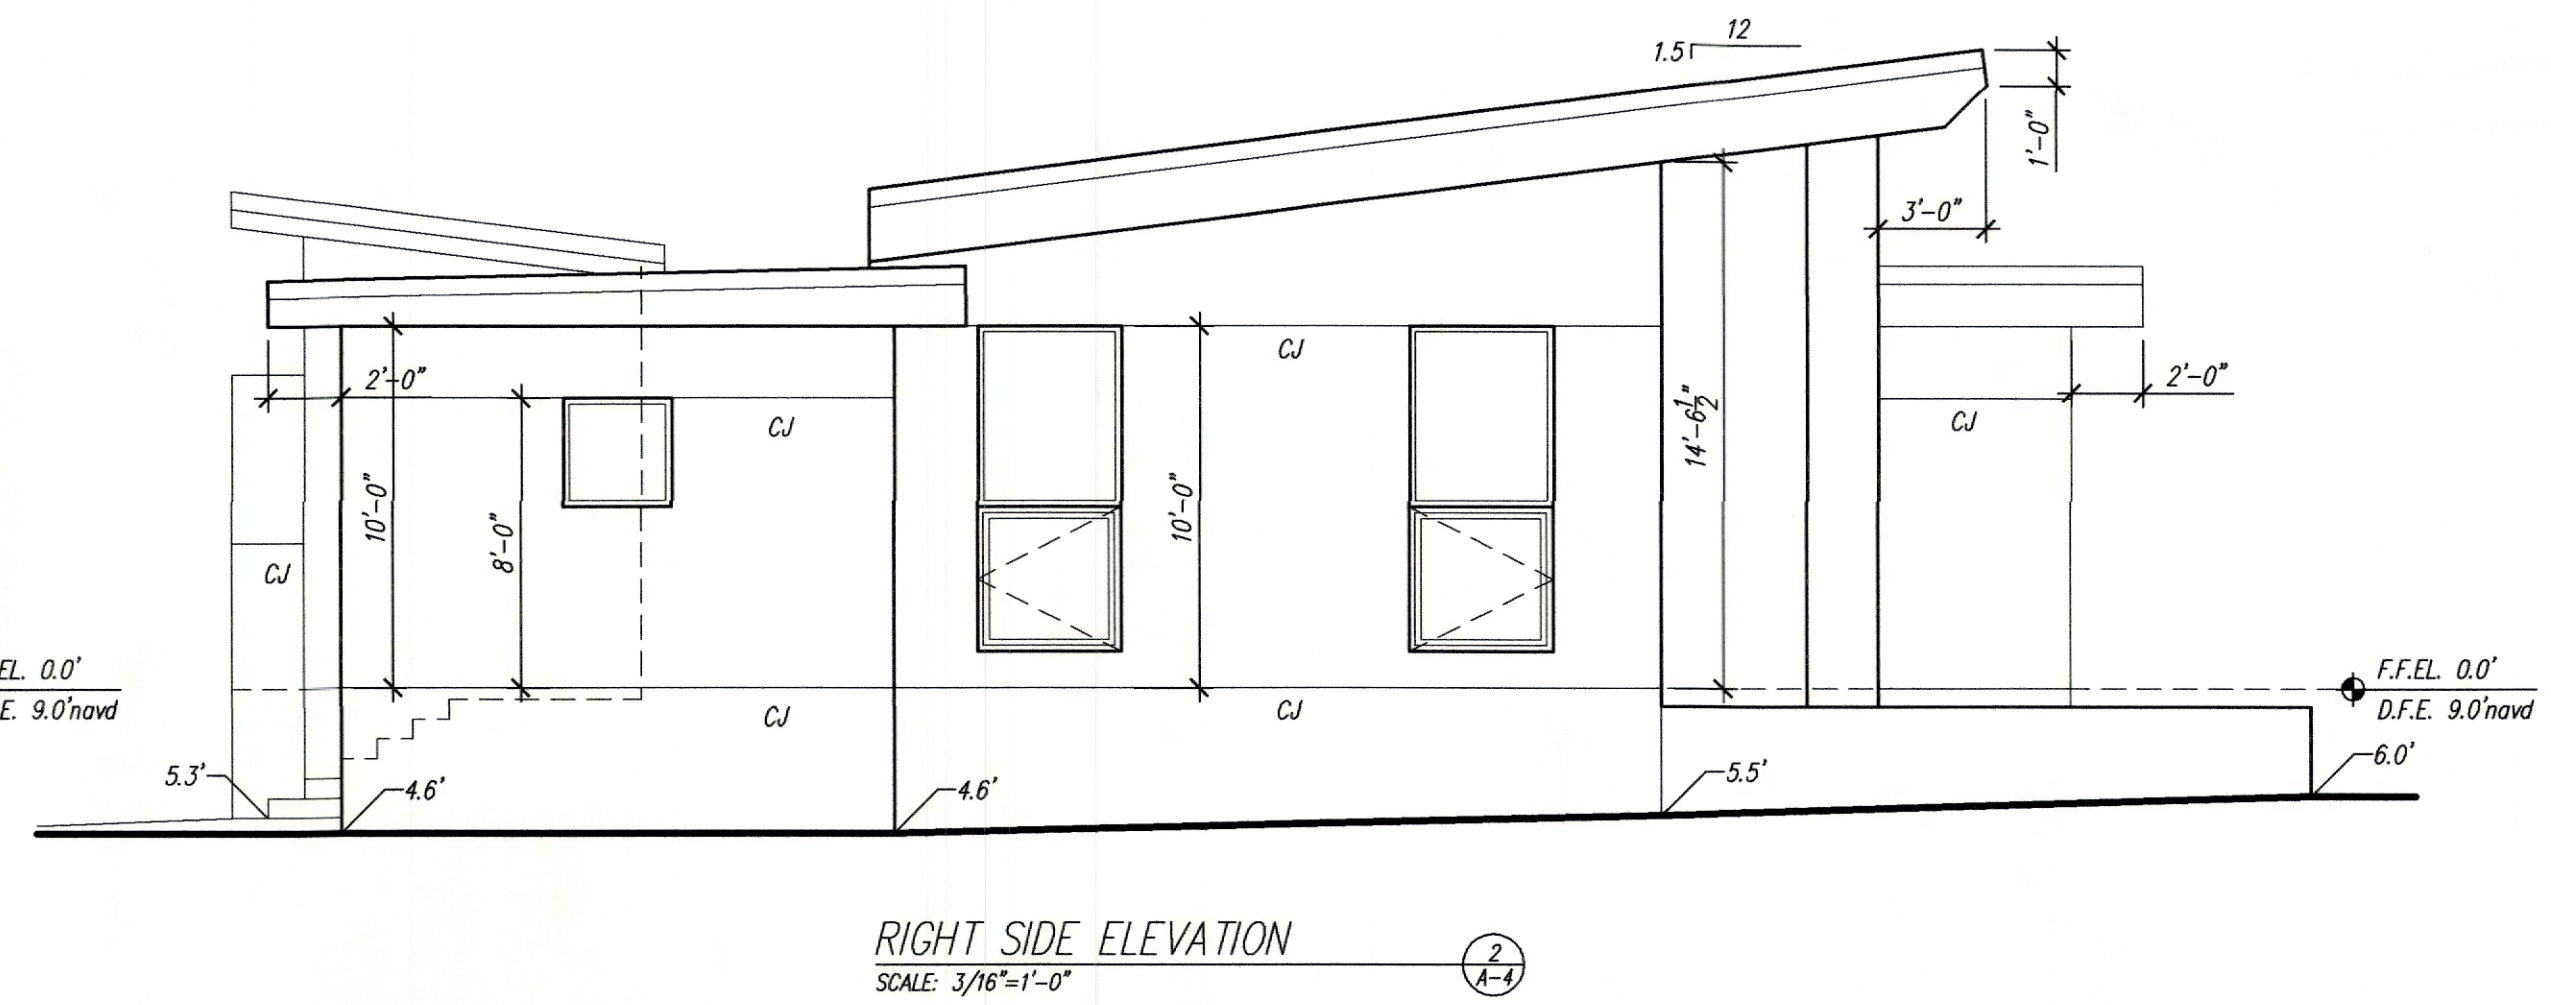 12
1.5
1'-0"
3'-0"
CJ
2'-0"
2'-0"
CJ
CJ
14'-6 1/2"
10'-0"
8'-0"
10'-0"
CJ
EL. 0.0'
E. 9.0'navd
F.F.EL. 0.0'
D.F.E. 9.0'navd
CJ
CJ
5.3'
4.6'
4.6'
5.5'
6.0'
RIGHT SIDE ELEVATION
SCALE: 3/16"=1'-0"
2
A-4